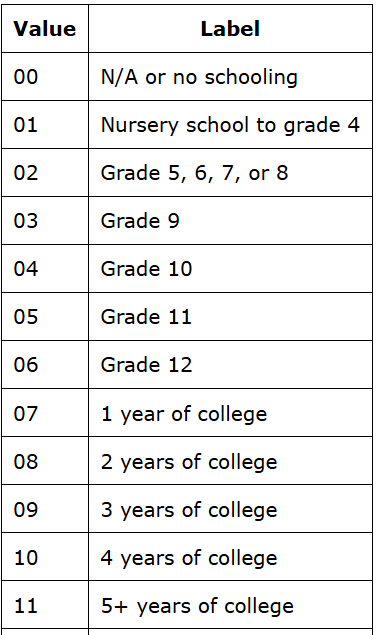 Value Label
00 N/A or no schooling
01 Nursery school to grade 4
02 Grade 5, 6, 7, or 8
03 Grade 9
04 Grade 10
05 Grade 11
06 Grade 12
07 1 year of college
08 2 years of college
09 3 years of college
10 4 years of college
11 5+ years of college